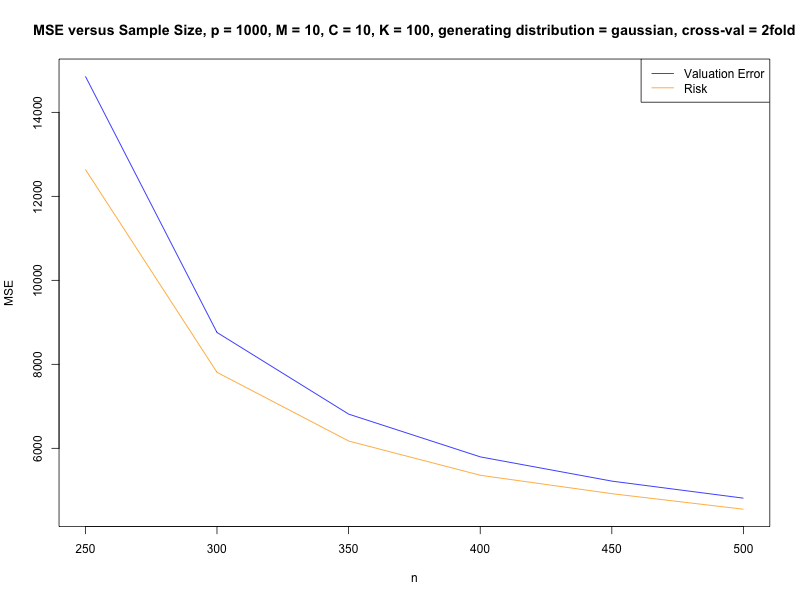 MSE versus Sample Size, p = 1000, M = 10, C = 10, K = 100, generating distribution = gaussian, cross-val = 2fold
Valuation Error
Risk
MSE
14000
12000
10000
8000
6000
250 300 350 400 450 500
n